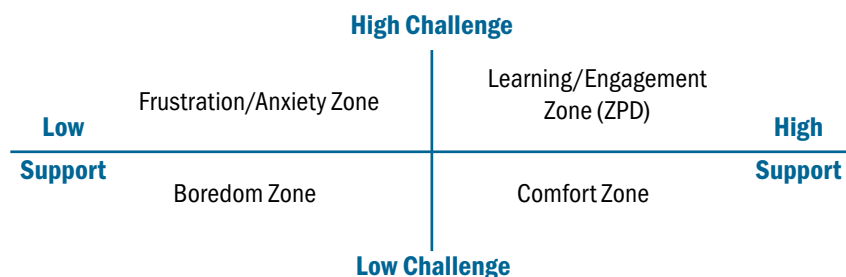 High Challenge
Frustration/Anxiety Zone
Learning/Engagement
Zone (ZPD)
Low
Support
High
Support
Boredom Zone
Comfort Zone
Low Challenge